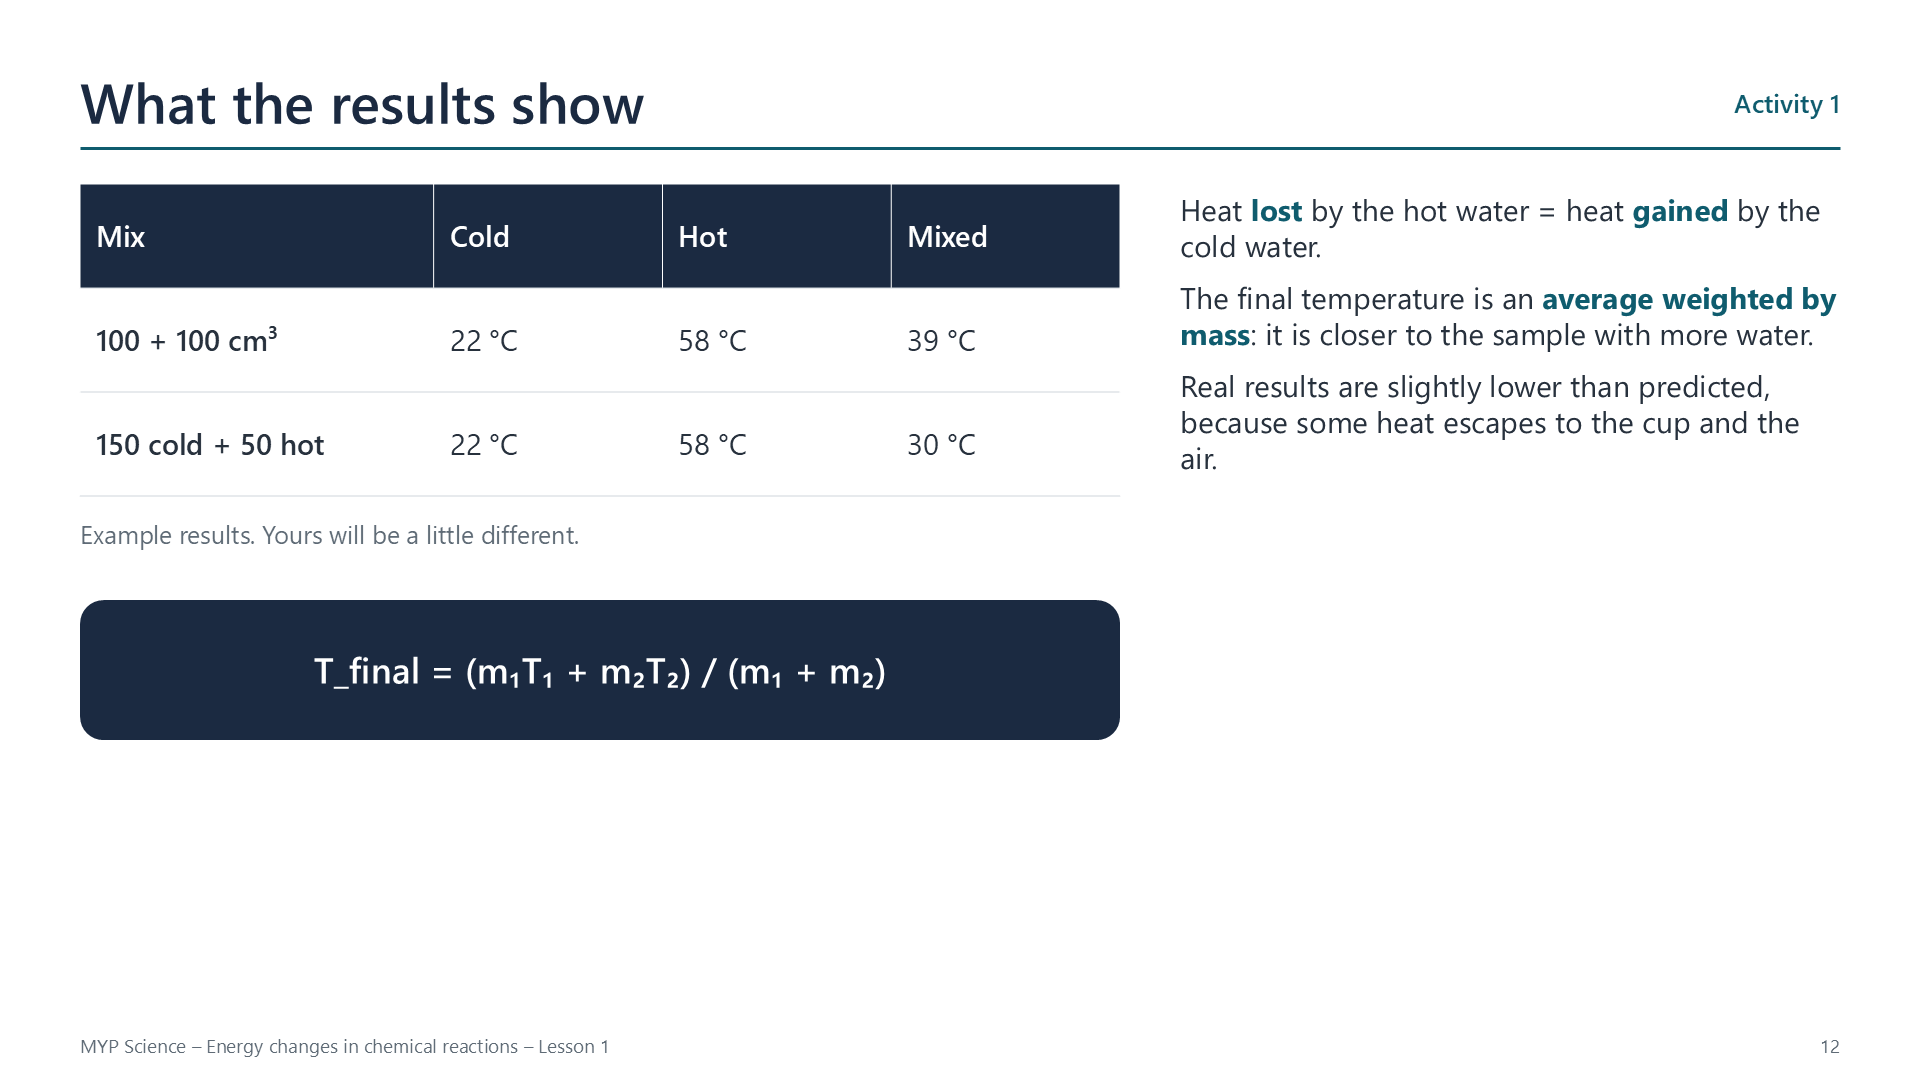 What the results show
Activity 1
Mix Cold Hot Mixed
100 + 100 cm³ 22 °C 58 °C 39 °C
150 cold + 50 hot 22 °C 58 °C 30 °C
Example results. Yours will be a little different.
T_final = (m₁T₁ + m₂T₂) / (m₁ + m₂)
Heat lost by the hot water = heat gained by the
cold water.
The final temperature is an average weighted by
mass: it is closer to the sample with more water.
Real results are slightly lower than predicted,
because some heat escapes to the cup and the
air.
MYP Science – Energy changes in chemical reactions – Lesson 1
12